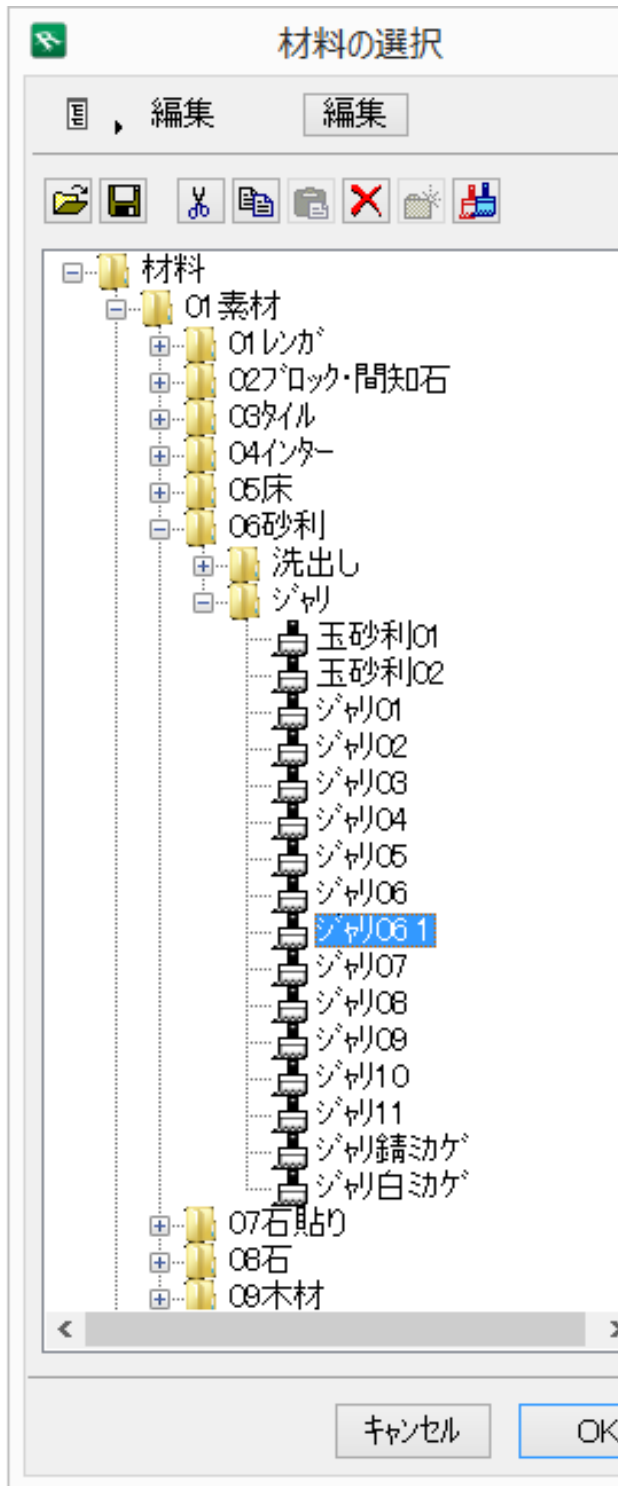 材料の選択
編集 編集
材料
01素材
01レンガ
02ブロック・間知石
03タイル
04インター
05床
06砂利
洗出し
ジャリ
玉砂利01
玉砂利02
ジャリ01
ジャリ02
ジャリ03
ジャリ04
ジャリ05
ジャリ06
ジャリ06 1
ジャリ07
ジャリ08
ジャリ09
ジャリ10
ジャリ11
ジャリ錆ミカゲ
ジャリ白ミカゲ
07石貼り
08石
09木材
キャンセル OK